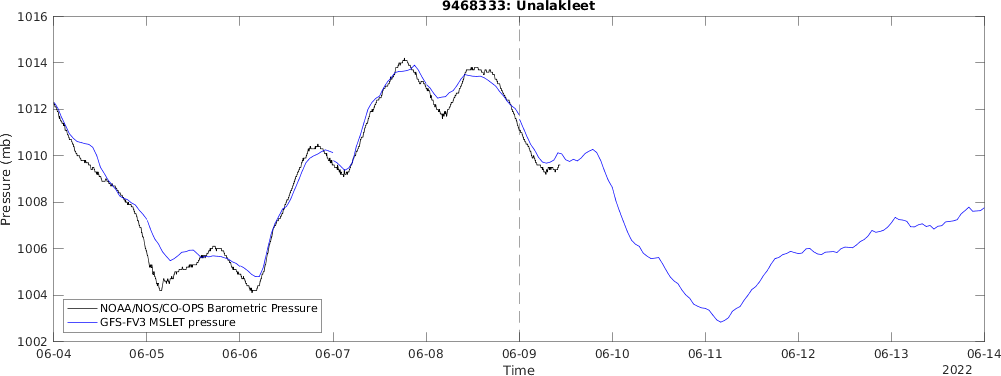 9468333: Unalakleet
1016
1014
1012
1010
1008
1006
1004
1002
Pressure (mb)
NOAA/NOS/CO-OPS Barometric Pressure
GFS-FV3 MSLET pressure
06-04 06-05 06-06 06-07 06-08 06-09 06-10 06-11 06-12 06-13 06-14
Time
2022